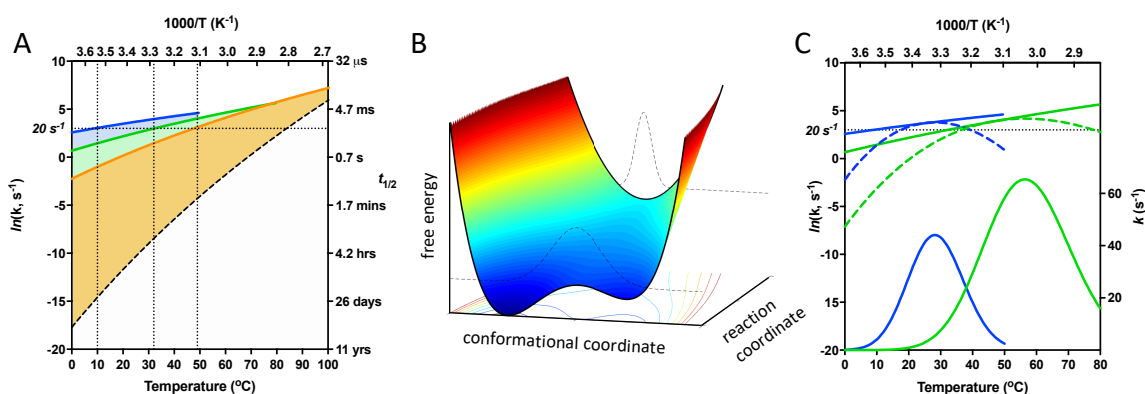 A
1000/T (K-1)
3.6 3.5 3.4 3.3 3.2 3.1 3.0 2.9 2.8 2.7
10
5
20 s-1
0
-5
-10
-15
-20
ln(k, s-1)
32 μs
4.7 ms
0.7 s
t1/2
1.7 mins
4.2 hrs
26 days
11 yrs
0 10 20 30 40 50 60 70 80 90 100
Temperature (oC)
B
free energy
conformational coordinate
reaction
coordinate
C
1000/T (K-1)
3.6 3.5 3.4 3.3 3.2 3.1 3.0 2.9
10
5
20 s-1
0
-5
-10
-15
-20
ln(k, s-1)
60
40
20
k (s-1)
0 10 20 30 40 50 60 70 80
Temperature (oC)